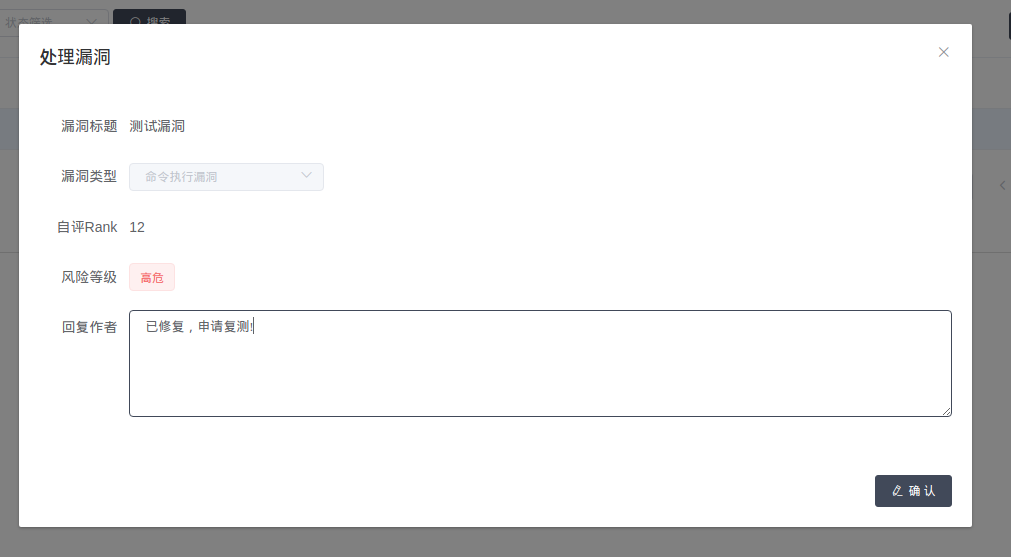 状态筛选 搜索
处理漏洞
漏洞标题 测试漏洞
漏洞类型 命令执行漏洞
自评Rank 12
风险等级 高危
回复作者 已修复，申请复测!
确 认